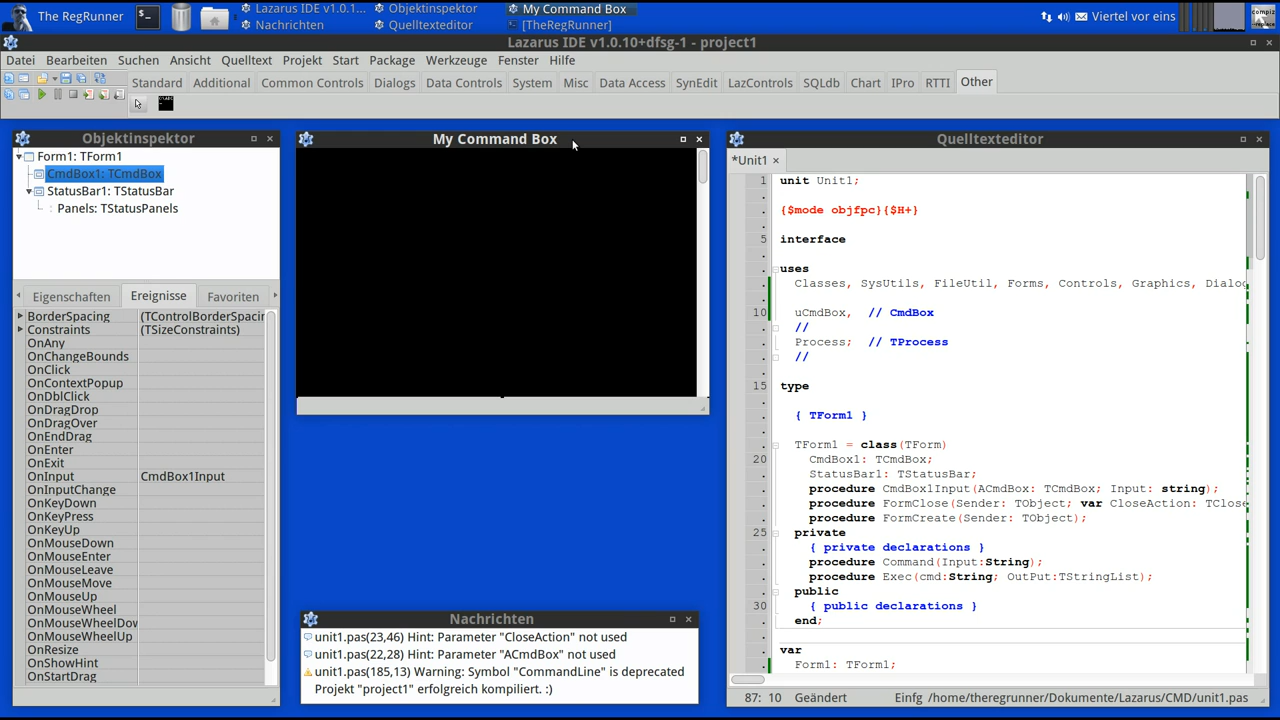 The RegRunner
Lazarus IDE v1.0.1...
Nachrichten
Objektinspektor
Quelltexteditor
My Command Box
[TheRegRunner]
Viertel vor eins
Lazarus IDE v1.0.10+dfsg-1 - project1
Datei Bearbeiten Suchen Ansicht Quelltext Projekt Start Package Werkzeuge Fenster Hilfe
Standard Additional Common Controls Dialogs Data Controls System Misc Data Access SynEdit LazControls SQLdb Chart IPro RTTI Other
Objektinspektor
Form1: TForm1
CmdBox1: TCmdBox
StatusBar1: TStatusBar
Panels: TStatusPanels
Eigenschaften Ereignisse Favoriten
BorderSpacing (TControlBorderSpacin
Constraints (TSizeConstraints)
OnAny
OnChangeBounds
OnClick
OnContextPopup
OnDblClick
OnDragDrop
OnDragOver
OnEndDrag
OnEnter
OnExit
OnInput CmdBox1Input
OnInputChange
OnKeyDown
OnKeyPress
OnKeyUp
OnMouseDown
OnMouseEnter
OnMouseLeave
OnMouseMove
OnMouseUp
OnMouseWheel
OnMouseWheelDow
OnMouseWheelUp
OnResize
OnShowHint
OnStartDrag
My Command Box
Nachrichten
unit1.pas(23,46) Hint: Parameter "CloseAction" not used
unit1.pas(22,28) Hint: Parameter "ACmdBox" not used
unit1.pas(185,13) Warning: Symbol "CommandLine" is deprecated
Projekt "project1" erfolgreich kompiliert. :)
Quelltexteditor
*Unit1
1 unit Unit1;
{$mode objfpc}{$H+}
5 interface
uses
Classes, SysUtils, FileUtil, Forms, Controls, Graphics, Dialog
10 uCmdBox, // CmdBox
//
Process; // TProcess
//
15 type
{ TForm1 }
TForm1 = class(TForm)
20 CmdBox1: TCmdBox;
StatusBar1: TStatusBar;
procedure CmdBox1Input(ACmdBox: TCmdBox; Input: string);
procedure FormClose(Sender: TObject; var CloseAction: TClose
procedure FormCreate(Sender: TObject);
25 private
{ private declarations }
procedure Command(Input:String);
procedure Exec(cmd:String; OutPut:TStringList);
public
30 { public declarations }
end;
var
Form1: TForm1;
87: 10 Geändert Einfg /home/theregrunner/Dokumente/Lazarus/CMD/unit1.pas